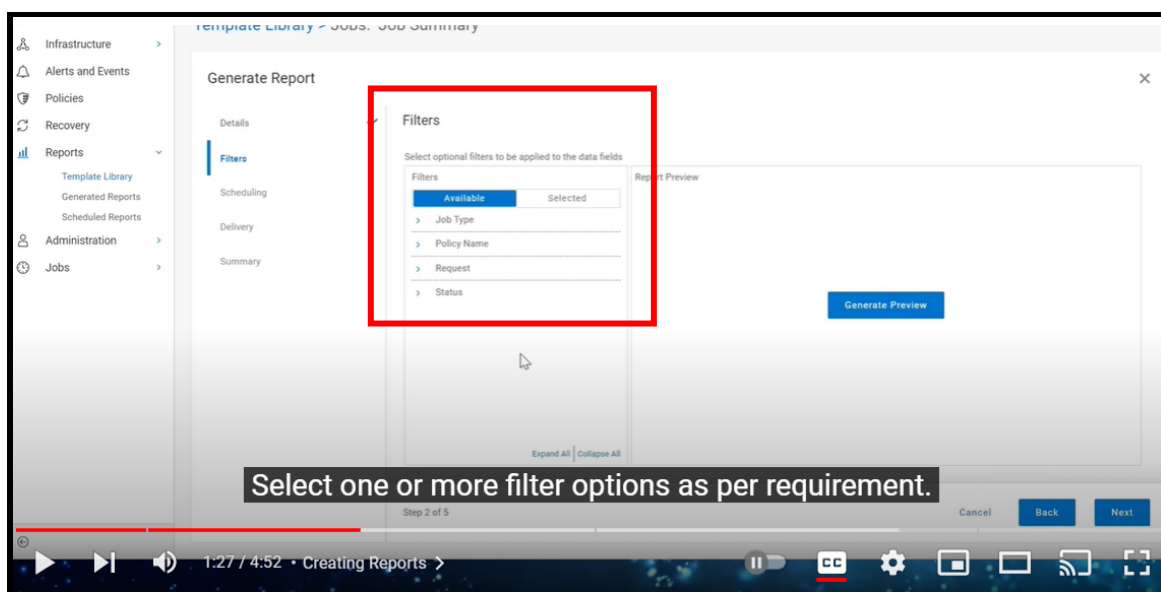 Template Library > Jobs: Job Summary
Infrastructure
Alerts and Events
Policies
Recovery
Reports
Template Library
Generated Reports
Scheduled Reports
Administration
Jobs
Generate Report
Details
Filters
Scheduling
Delivery
Summary
Filters
Select optional filters to be applied to the data fields
Filters
Available Selected
Job Type
Policy Name
Request
Status
Expand All Collapse All
Report Preview
Generate Preview
Select one or more filter options as per requirement.
Step 2 of 5
Cancel Back Next
1:27 / 4:52 • Creating Reports >
CC